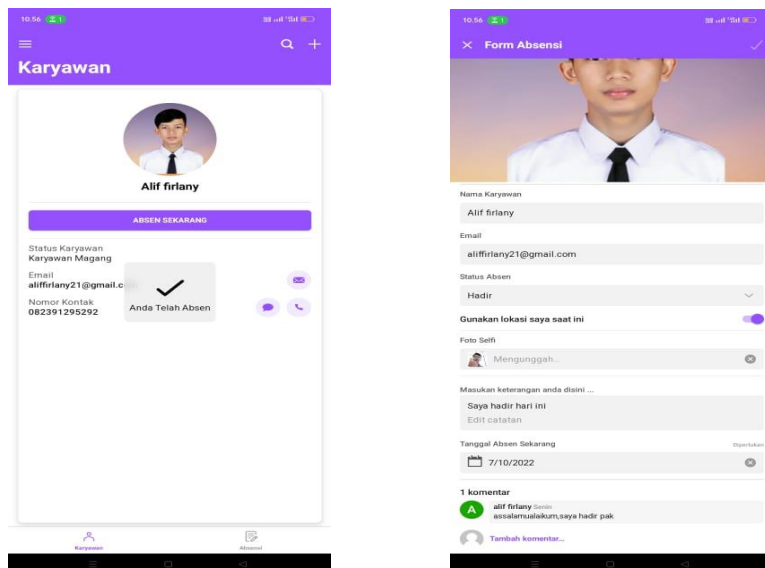 10.56 1
Karyawan
Alif firlany
ABSEN SEKARANG
Status Karyawan
Karyawan Magang
Email
aliffirlany21@gmail.c
Nomor Kontak
082391295292
Anda Telah Absen
Karyawan
Absensi
10.56 1
Form Absensi
Nama Karyawan
Alif firlany
Email
aliffirlany21@gmail.com
Status Absen
Hadir
Gunakan lokasi saya saat ini
Foto Selfi
Mengunggah..
Masukan keterangan anda disini ...
Saya hadir hari ini
Edit catatan
Tanggal Absen Sekarang
Diperlukan
7/10/2022
1 komentar
A
alif firlany Senin
assalamualaikum,saya hadir pak
Tambah komentar...